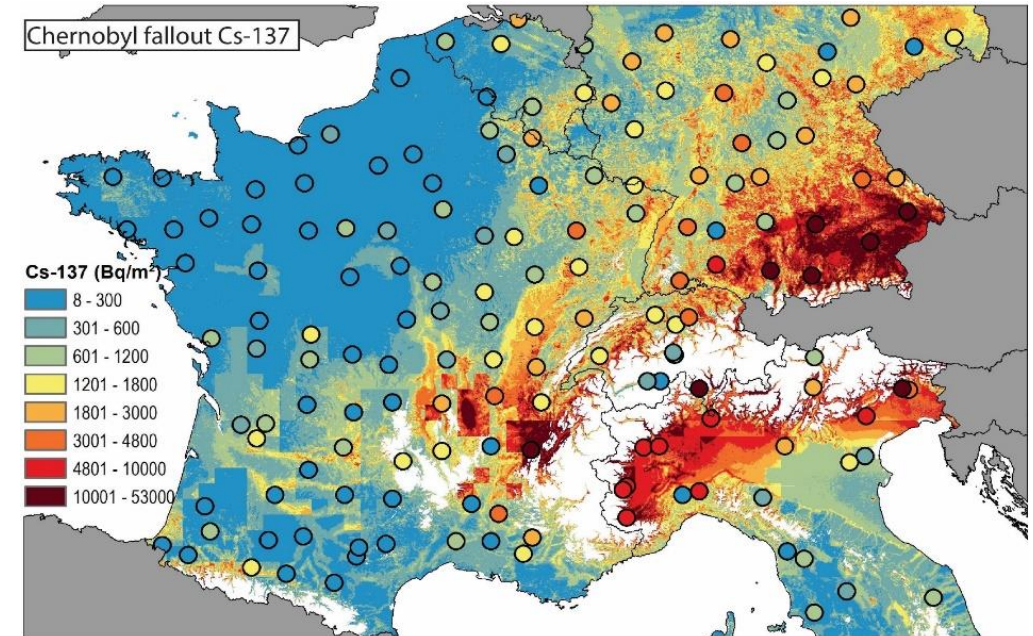 Chernobyl fallout Cs-137
Cs-137 (Bq/m²)
8 - 300
301 - 600
601 - 1200
1201 - 1800
1801 - 3000
3001 - 4800
4801 - 10000
10001 - 53000